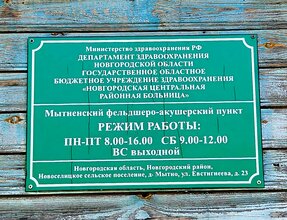 Министерство здравоохранения РФ
ДЕПАРТАМЕНТ ЗДРАВООХРАНЕНИЯ
НОВГОРОДСКОЙ ОБЛАСТИ
ГОСУДАРСТВЕННОЕ ОБЛАСТНОЕ
БЮДЖЕТНОЕ УЧРЕЖДЕНИЕ ЗДРАВООХРАНЕНИЯ
«НОВГОРОДСКАЯ ЦЕНТРАЛЬНАЯ
РАЙОННАЯ БОЛЬНИЦА»
Мытненский фельдшеро-акушерский пункт
РЕЖИМ РАБОТЫ:
ПН-ПТ 8.00-16.00 СБ 9.00-12.00
ВС выходной
Новгородская область, Новгородский район,
Новоселицкое сельское поселение, д. Мытно, ул. Евстигнеева, д. 23